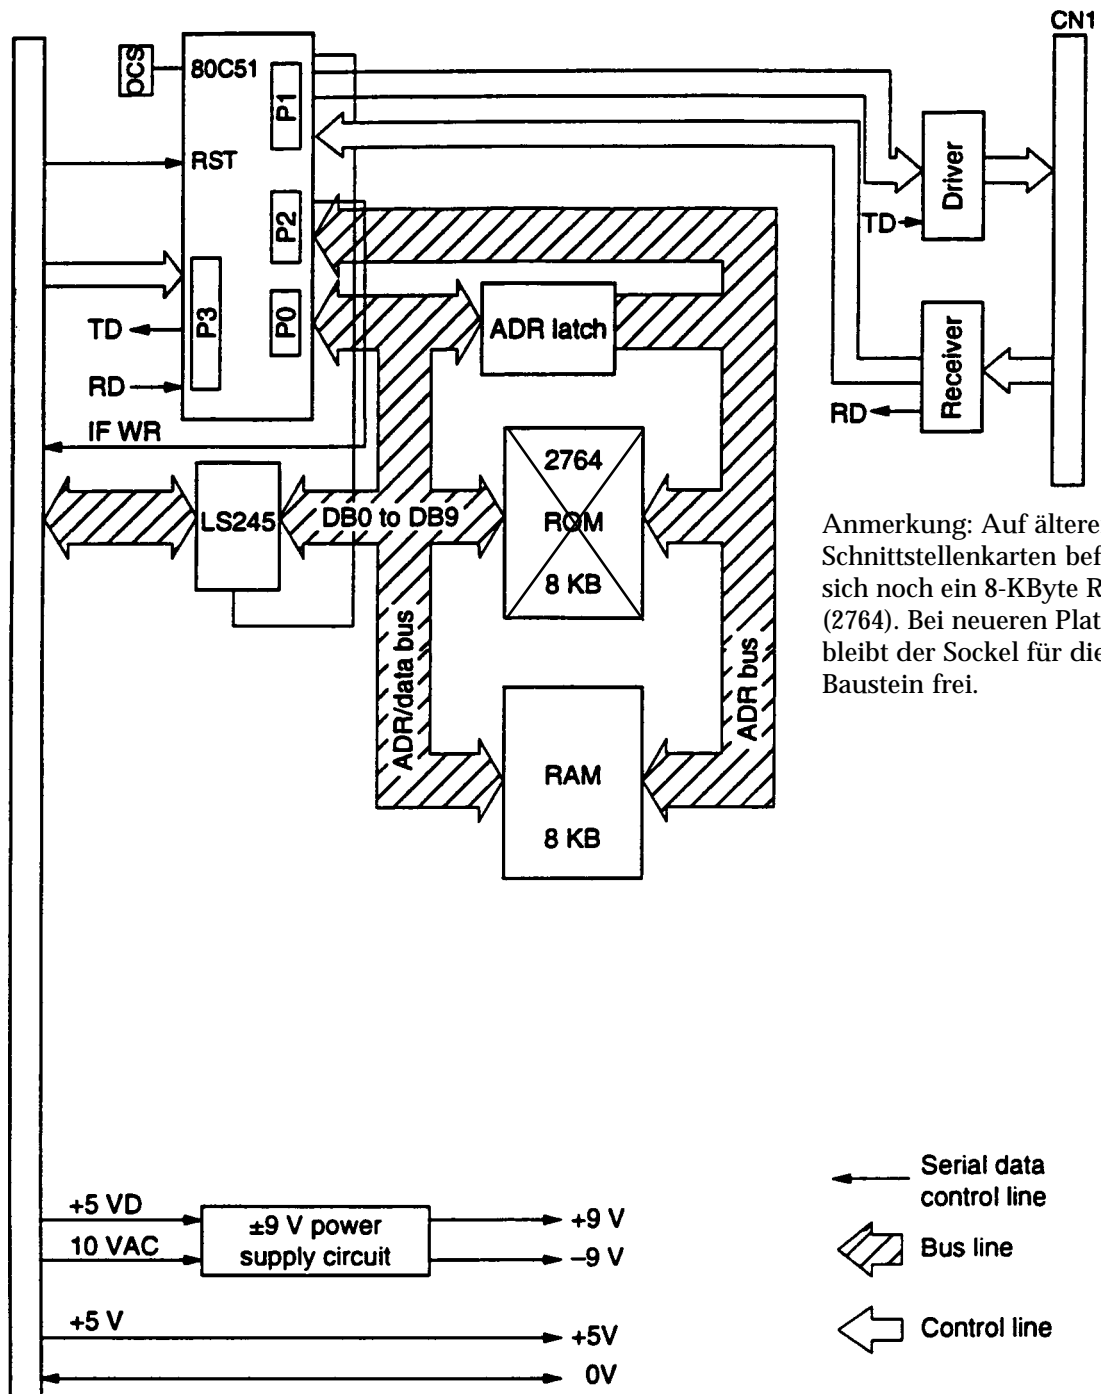 CN1
OCS
80C51
P1
RST
P2
Driver
TD
P3
P0
ADR latch
TD
Receiver
RD
RD
IF WR
2764
LS245
DB0 to DB9
ROM
8 KB
Anmerkung: Auf ältere
Schnittstellenkarten bef
sich noch ein 8-KByte R
(2764). Bei neueren Plat
bleibt der Sockel für die
Baustein frei.
ADR/data bus
ADR bus
RAM
8 KB
Serial data
control line
+5 VD
±9 V power
supply circuit
+9 V
10 VAC
–9 V
Bus line
+5 V
+5V
Control line
0V